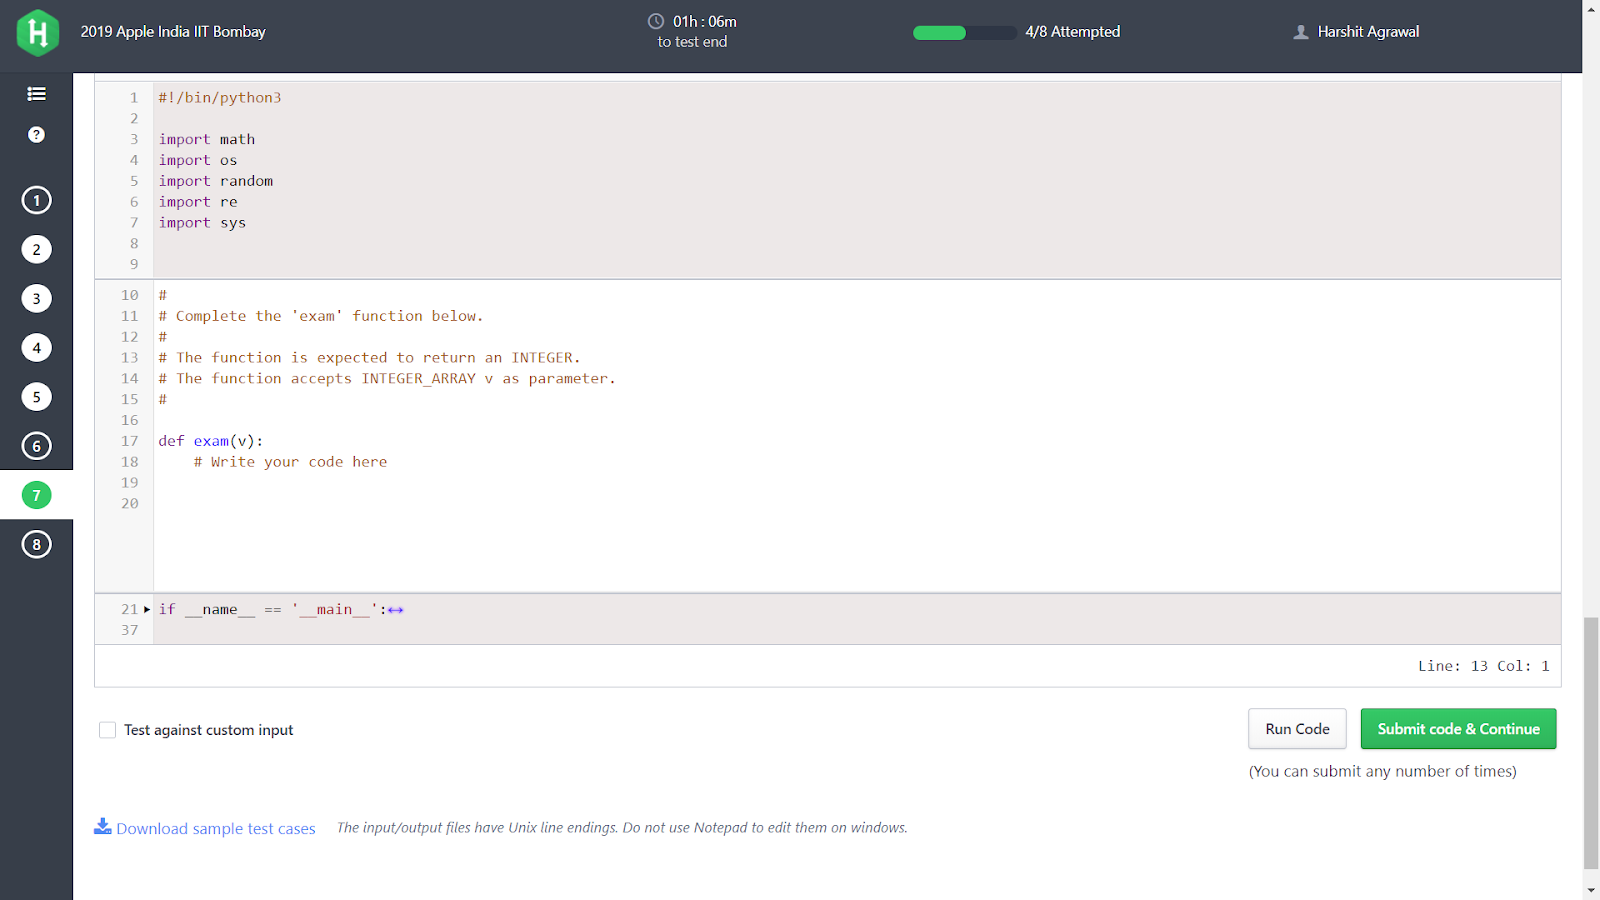 2019 Apple India IIT Bombay
01h : 06m
to test end
4/8 Attempted
Harshit Agrawal
?
1
2
3
4
5
6
7
8
1 #!/bin/python3
2
3 import math
4 import os
5 import random
6 import re
7 import sys
8
9
10 #
11 # Complete the 'exam' function below.
12 #
13 # The function is expected to return an INTEGER.
14 # The function accepts INTEGER_ARRAY v as parameter.
15 #
16
17 def exam(v):
18     # Write your code here
19
20
21 if __name__ == '__main__':
37
Line: 13 Col: 1
Test against custom input
Run Code
Submit code & Continue
(You can submit any number of times)
Download sample test cases
The input/output files have Unix line endings. Do not use Notepad to edit them on windows.